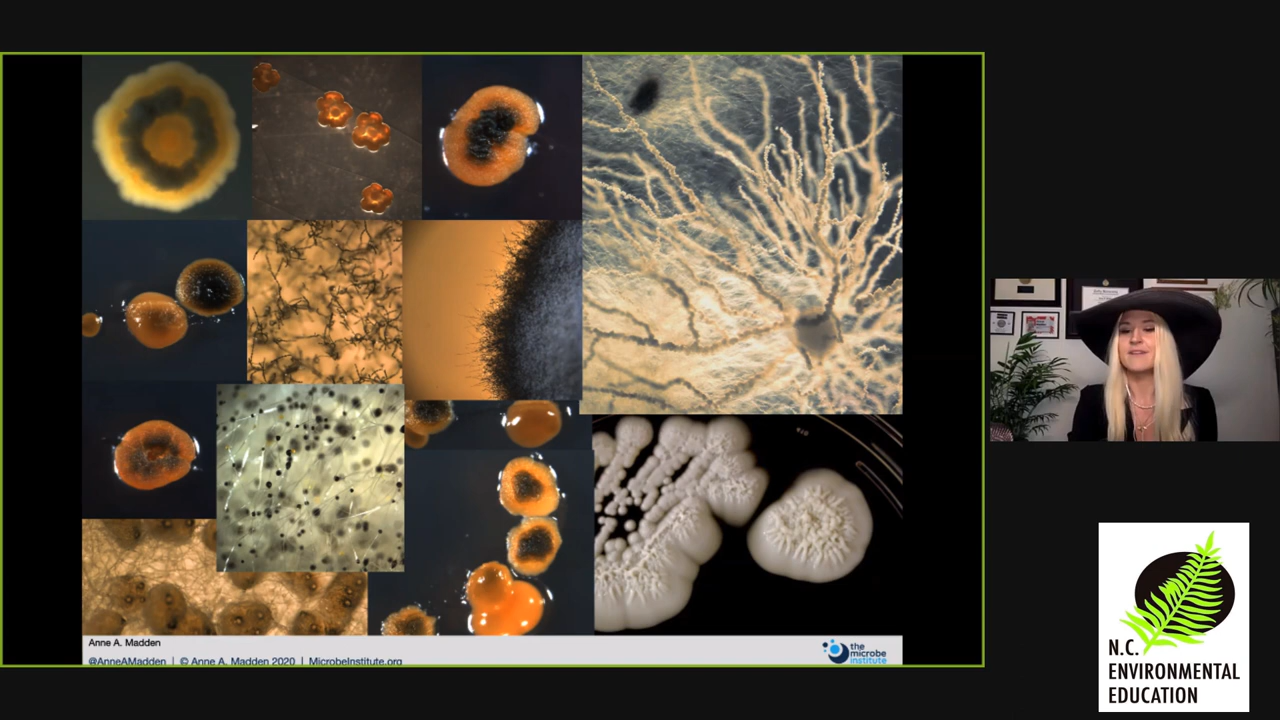 Anne A. Madden
@AnneAMadden | © Anne A. Madden 2020 | MicrobeInstitute.org
the
microbe
institute
N.C.
ENVIRONMENTAL
EDUCATION